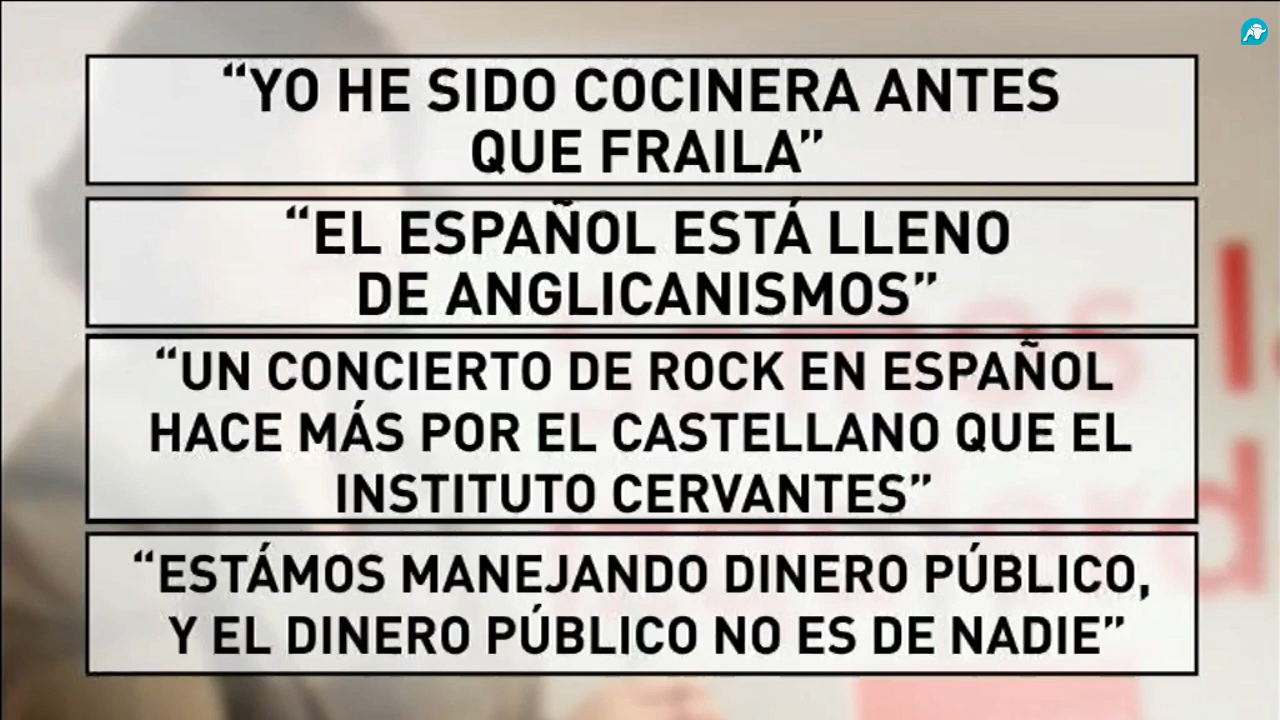 “YO HE SIDO COCINERA ANTES
QUE FRAILA”
“EL ESPAÑOL ESTÁ LLENO
DE ANGLICANISMOS”
“UN CONCIERTO DE ROCK EN ESPAÑOL
HACE MÁS POR EL CASTELLANO QUE EL
INSTITUTO CERVANTES”
“ESTÁMOS MANEJANDO DINERO PÚBLICO,
Y EL DINERO PÚBLICO NO ES DE NADIE”